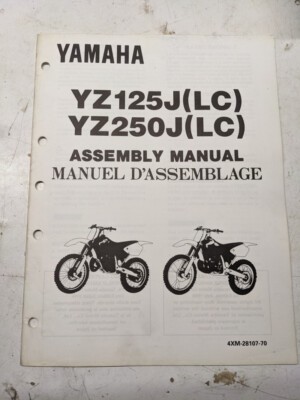 YAMAHA
YZ125J(LC)
YZ250J(LC)
ASSEMBLY MANUAL
MANUEL D'ASSEMBLAGE
4XM-28107-70